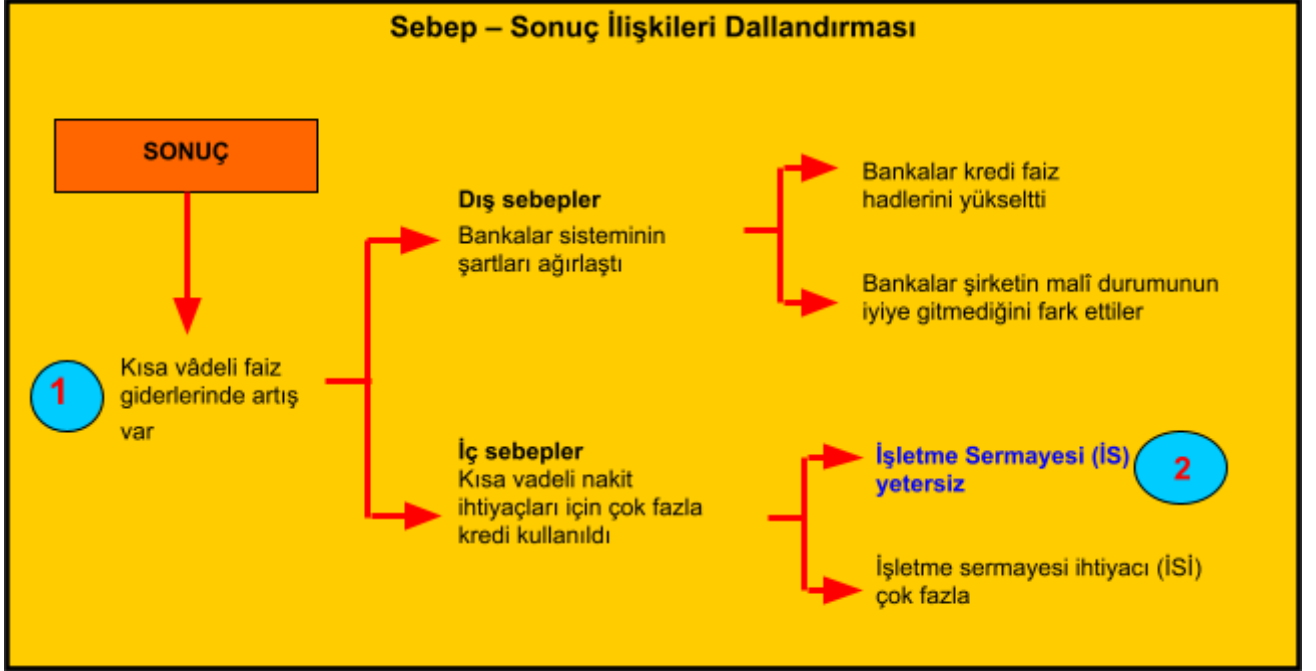 Sebep – Sonuç İlişkileri Dallandırması
SONUÇ
1
Kısa vâdeli faiz
giderlerinde artış
var
Dış sebepler
Bankalar sisteminin
şartları ağırlaştı
Bankalar kredi faiz
hadlerini yükseltti
Bankalar şirketin malî durumunun
iyiye gitmediğini fark ettiler
İç sebepler
Kısa vadeli nakit
ihtiyaçları için çok fazla
kredi kullanıldı
İşletme Sermayesi (İS)
yetersiz
2
İşletme sermayesi ihtiyacı (İSİ)
çok fazla